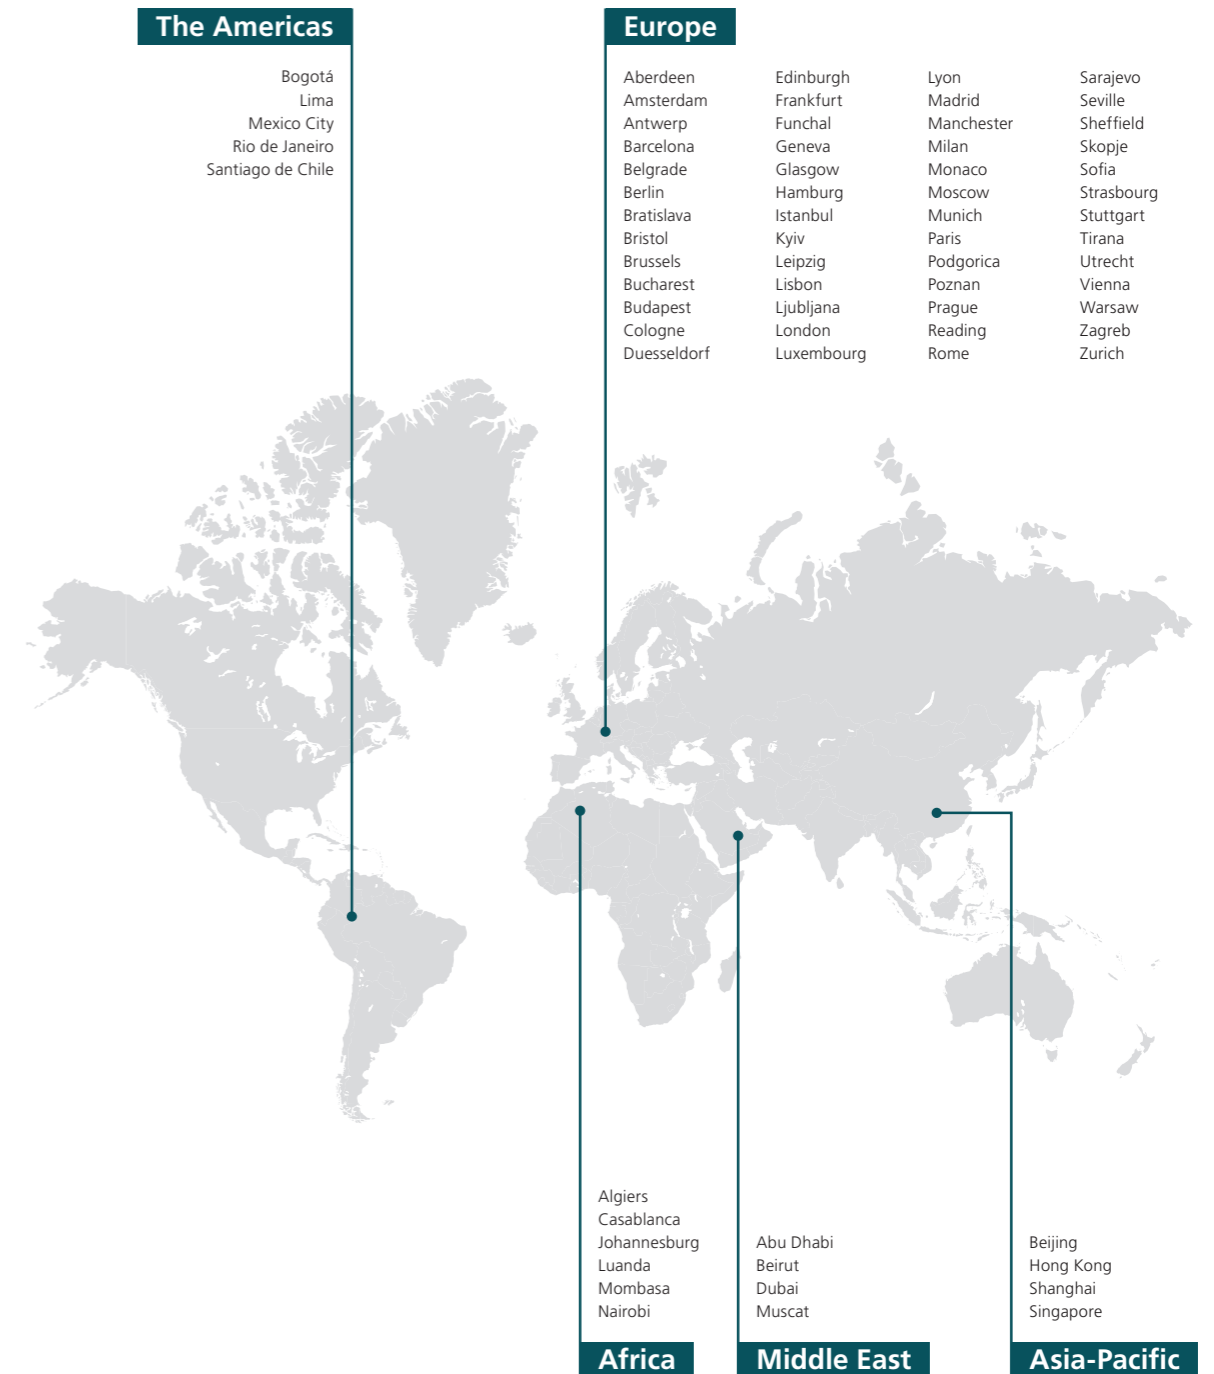 The Americas
Bogotá
Lima
Mexico City
Rio de Janeiro
Santiago de Chile
Europe
Aberdeen
Amsterdam
Antwerp
Barcelona
Belgrade
Berlin
Bratislava
Bristol
Brussels
Bucharest
Budapest
Cologne
Duesseldorf
Edinburgh
Frankfurt
Funchal
Geneva
Glasgow
Hamburg
Istanbul
Kyiv
Leipzig
Lisbon
Ljubljana
London
Luxembourg
Lyon
Madrid
Manchester
Milan
Monaco
Moscow
Munich
Paris
Podgorica
Poznan
Prague
Reading
Rome
Sarajevo
Seville
Sheffield
Skopje
Sofia
Strasbourg
Stuttgart
Tirana
Utrecht
Vienna
Warsaw
Zagreb
Zurich
Algiers
Casablanca
Johannesburg
Luanda
Mombasa
Nairobi
Africa
Abu Dhabi
Beirut
Dubai
Muscat
Middle East
Beijing
Hong Kong
Shanghai
Singapore
Asia-Pacific